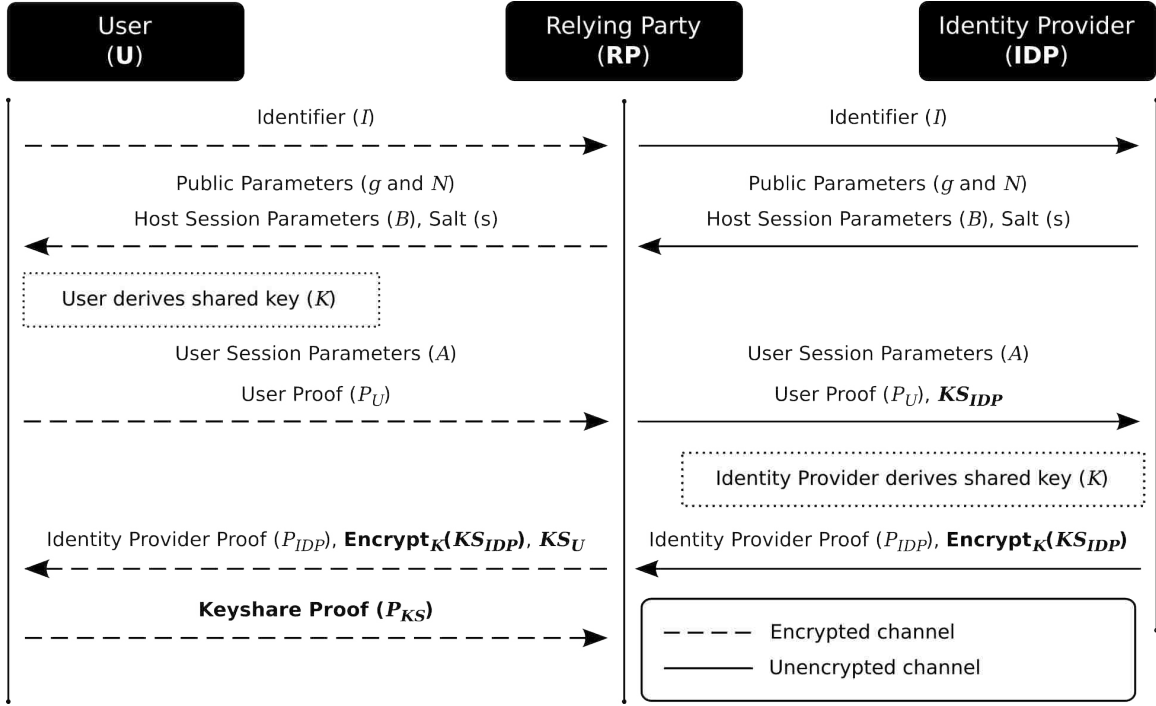 User
(U)
Relying Party
(RP)
Identity Provider
(IDP)
Identifier (I)
Identifier (I)
Public Parameters (g and N)
Host Session Parameters (B), Salt (s)
Public Parameters (g and N)
Host Session Parameters (B), Salt (s)
User derives shared key (K)
User Session Parameters (A)
User Proof (P_U)
User Session Parameters (A)
User Proof (P_U), KS_IDP
Identity Provider derives shared key (K)
Identity Provider Proof (P_IDP), Encrypt_K(KS_IDP), KS_U
Identity Provider Proof (P_IDP), Encrypt_K(KS_IDP)
Keyshare Proof (P_KS)
Encrypted channel
Unencrypted channel